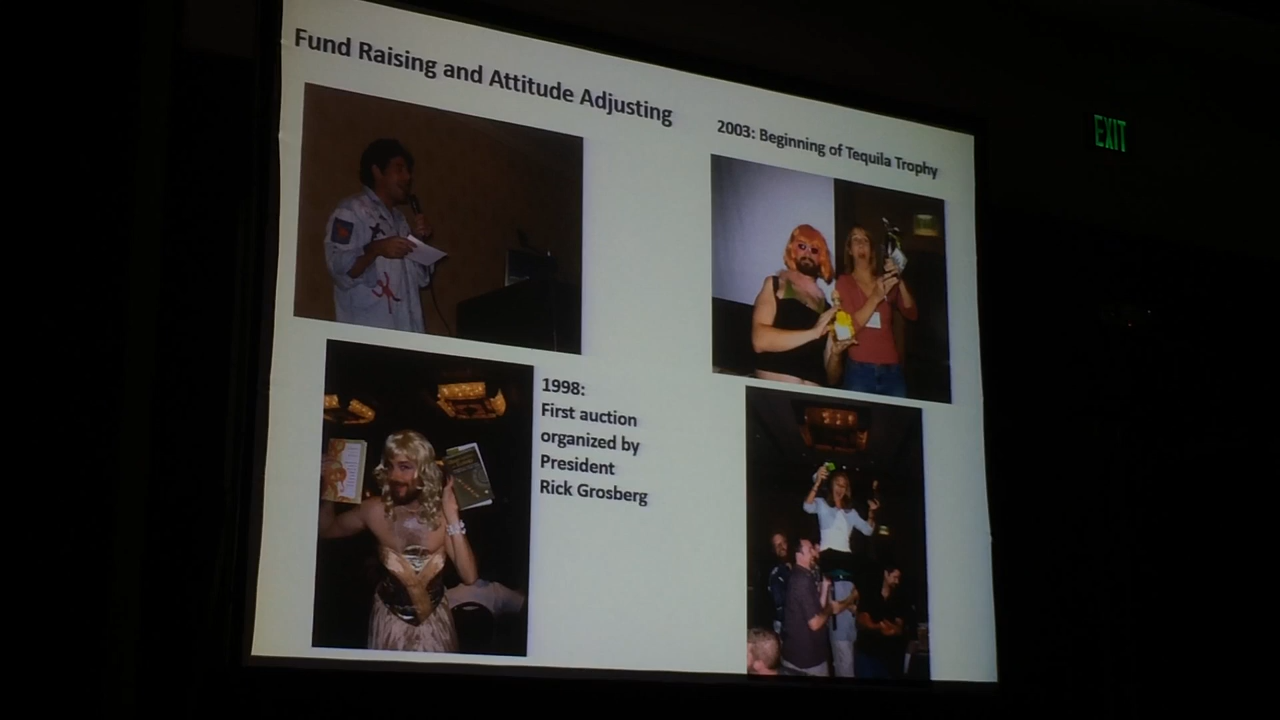 Fund Raising and Attitude Adjusting
2003: Beginning of Tequila Trophy
1998:
First auction
organized by
President
Rick Grosberg
EXIT